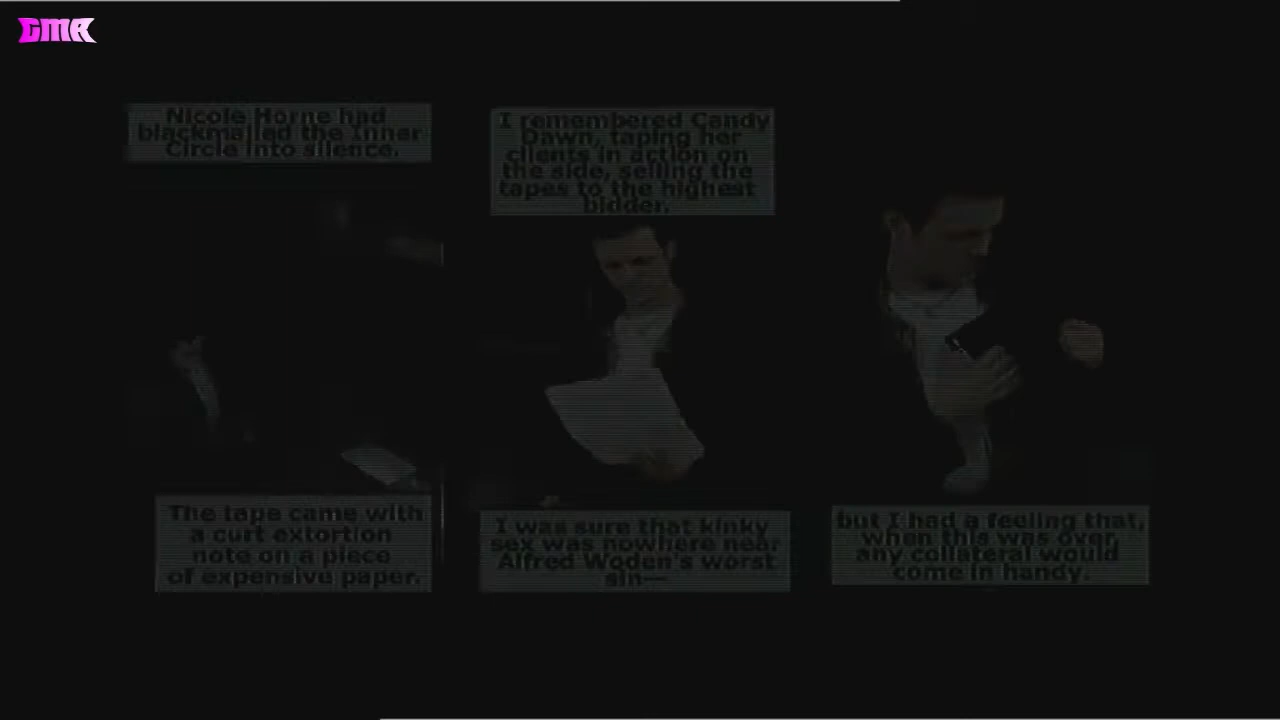 GMR
Nicole Horne had
blackmailed the Inner
Circle into silence.
The tape came with
a curt extortion
note on a piece
of expensive paper.
I remembered Candy
Dawn, taping her
clients in action on
the side, selling the
tapes to the highest
bidder.
I was sure that kinky
sex was nowhere near
Alfred Woden's worst
sin—
but I had a feeling that,
when this was over,
any collateral would
come in handy.